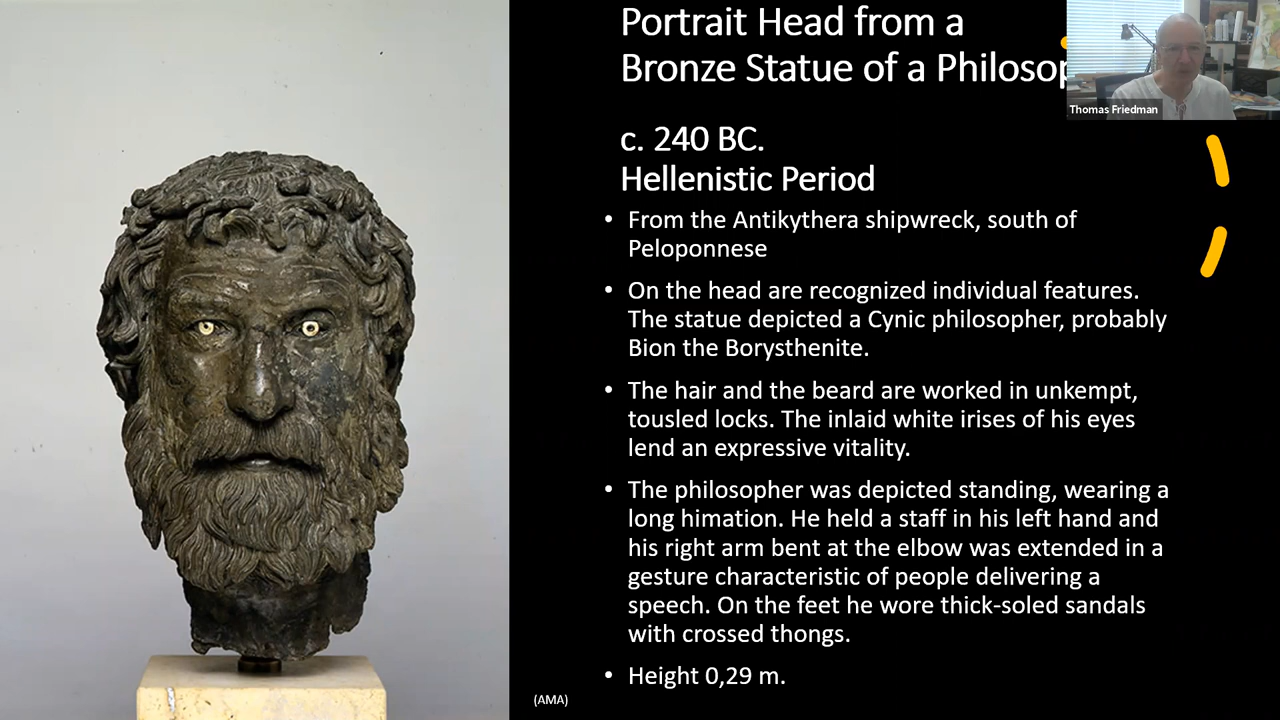 Portrait Head from a
Bronze Statue of a Philosop
Thomas Friedman
c. 240 BC.
Hellenistic Period
• From the Antikythera shipwreck, south of
Peloponnese
• On the head are recognized individual features.
The statue depicted a Cynic philosopher, probably
Bion the Borysthenite.
• The hair and the beard are worked in unkempt,
tousled locks. The inlaid white irises of his eyes
lend an expressive vitality.
• The philosopher was depicted standing, wearing a
long himation. He held a staff in his left hand and
his right arm bent at the elbow was extended in a
gesture characteristic of people delivering a
speech. On the feet he wore thick-soled sandals
with crossed thongs.
• Height 0,29 m.
(AMA)